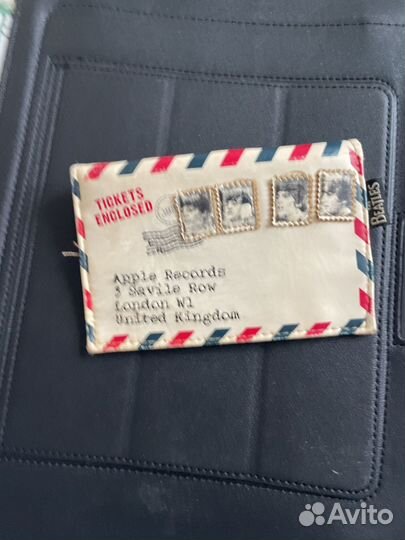 TICKETS
ENCLOSED
BEATLES
Apple Records
3 Savile Row
London W1
United Kingdom
Avito